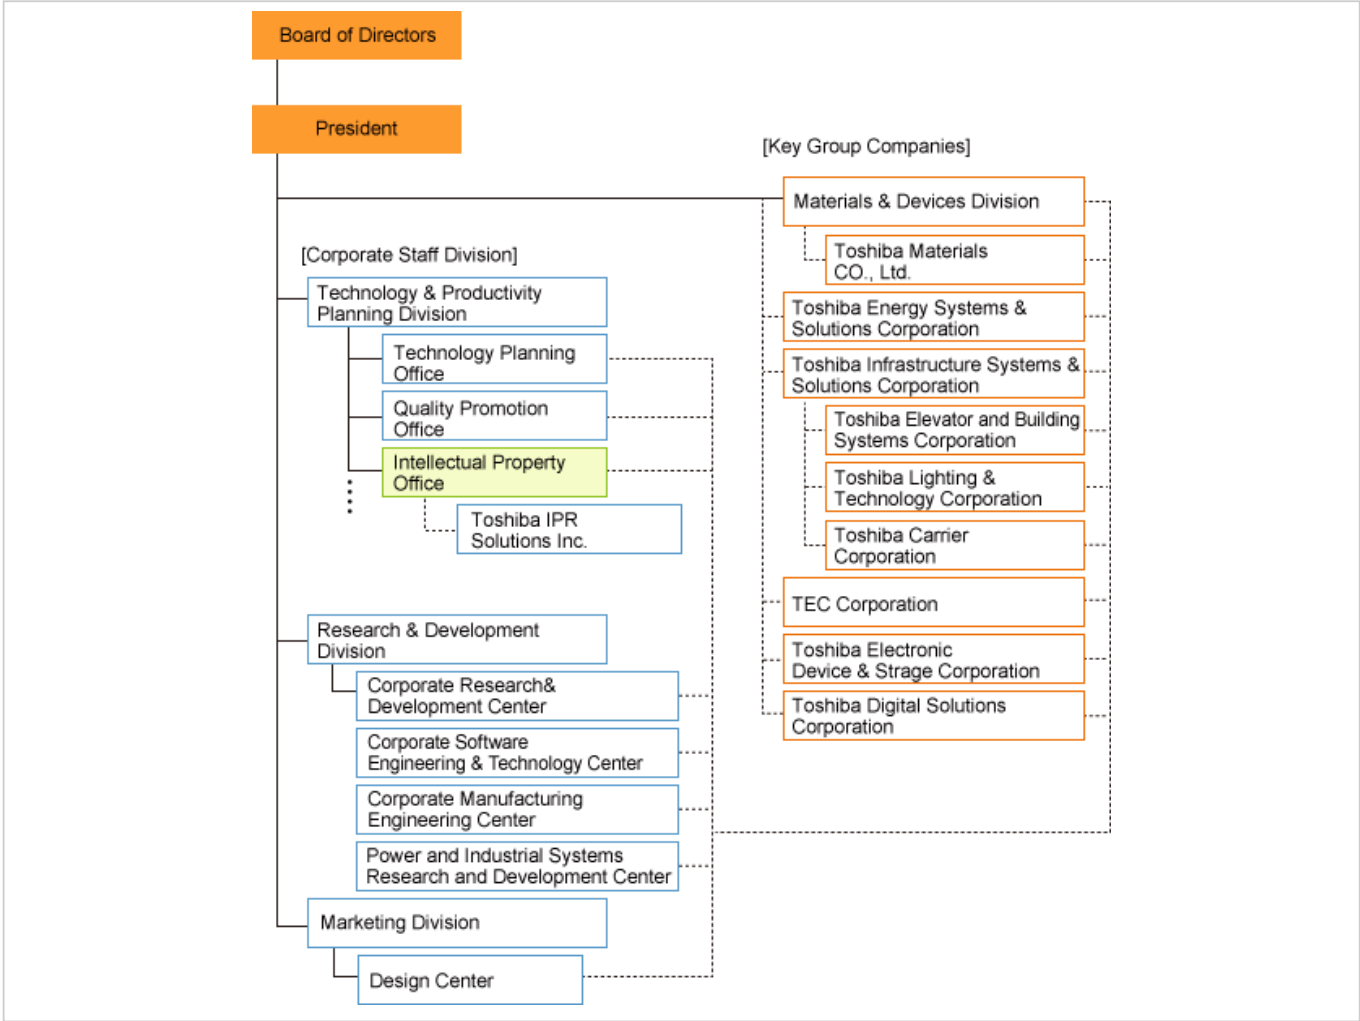 Board of Directors
President
[Corporate Staff Division]
Technology & Productivity
Planning Division
Technology Planning
Office
Quality Promotion
Office
Intellectual Property
Office
Toshiba IPR
Solutions Inc.
Research & Development
Division
Corporate Research&
Development Center
Corporate Software
Engineering & Technology Center
Corporate Manufacturing
Engineering Center
Power and Industrial Systems
Research and Development Center
Marketing Division
Design Center
[Key Group Companies]
Materials & Devices Division
Toshiba Materials
CO., Ltd.
Toshiba Energy Systems &
Solutions Corporation
Toshiba Infrastructure Systems &
Solutions Corporation
Toshiba Elevator and Building
Systems Corporation
Toshiba Lighting &
Technology Corporation
Toshiba Carrier
Corporation
TEC Corporation
Toshiba Electronic
Device & Strage Corporation
Toshiba Digital Solutions
Corporation